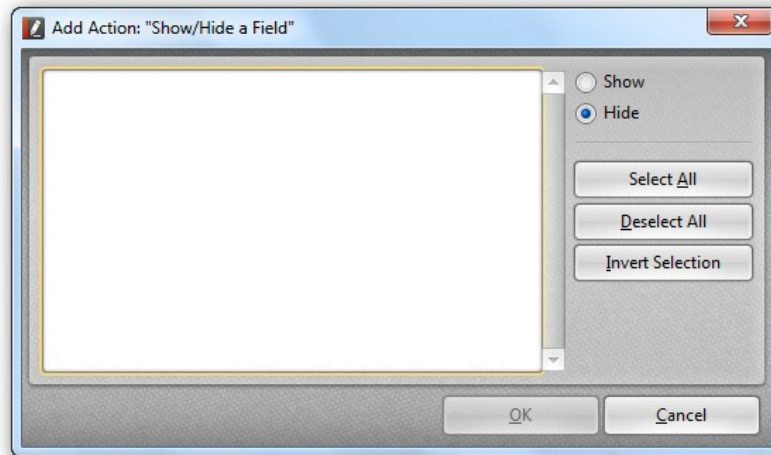 Add Action: "Show/Hide a Field"
Show
Hide
Select All
Deselect All
Invert Selection
OK
Cancel